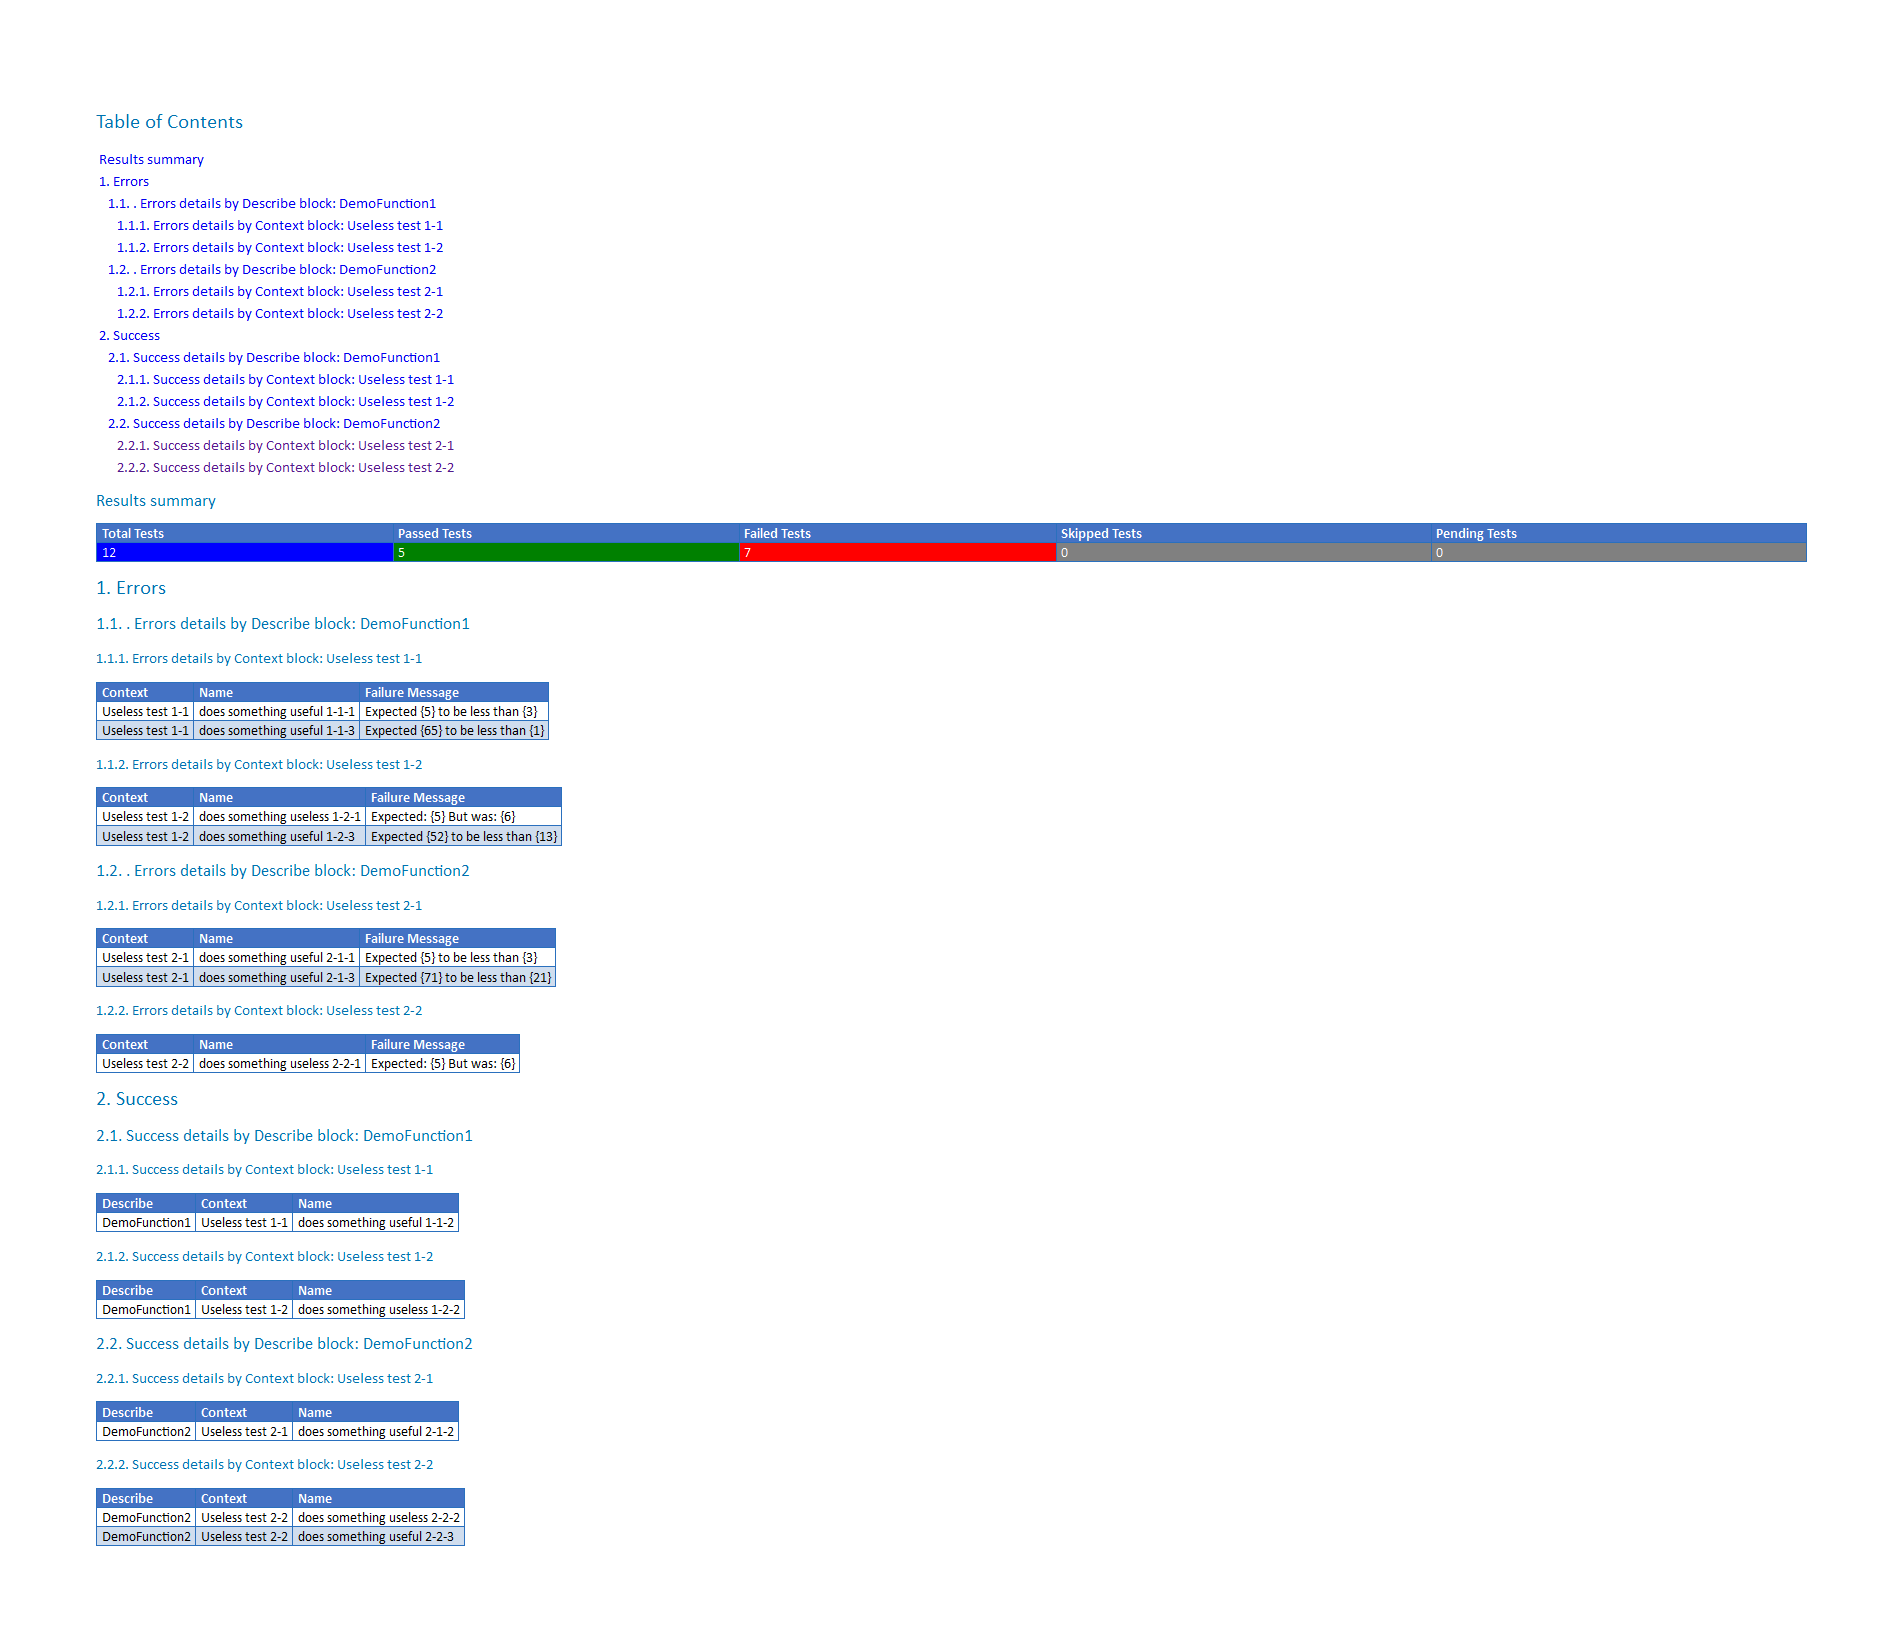 Table of Contents
Results summary
1. Errors
1.1. . Errors details by Describe block: DemoFunction1
1.1.1. Errors details by Context block: Useless test 1-1
1.1.2. Errors details by Context block: Useless test 1-2
1.2. . Errors details by Describe block: DemoFunction2
1.2.1. Errors details by Context block: Useless test 2-1
1.2.2. Errors details by Context block: Useless test 2-2
2. Success
2.1. Success details by Describe block: DemoFunction1
2.1.1. Success details by Context block: Useless test 1-1
2.1.2. Success details by Context block: Useless test 1-2
2.2. Success details by Describe block: DemoFunction2
2.2.1. Success details by Context block: Useless test 2-1
2.2.2. Success details by Context block: Useless test 2-2
Results summary
Total Tests Passed Tests Failed Tests Skipped Tests Pending Tests
12 5 7 0 0
1. Errors
1.1. . Errors details by Describe block: DemoFunction1
1.1.1. Errors details by Context block: Useless test 1-1
Context Name Failure Message
Useless test 1-1 does something useful 1-1-1 Expected {5} to be less than {3}
Useless test 1-1 does something useful 1-1-3 Expected {65} to be less than {1}
1.1.2. Errors details by Context block: Useless test 1-2
Context Name Failure Message
Useless test 1-2 does something useless 1-2-1 Expected: {5} But was: {6}
Useless test 1-2 does something useful 1-2-3 Expected {52} to be less than {13}
1.2. . Errors details by Describe block: DemoFunction2
1.2.1. Errors details by Context block: Useless test 2-1
Context Name Failure Message
Useless test 2-1 does something useful 2-1-1 Expected {5} to be less than {3}
Useless test 2-1 does something useful 2-1-3 Expected {71} to be less than {21}
1.2.2. Errors details by Context block: Useless test 2-2
Context Name Failure Message
Useless test 2-2 does something useless 2-2-1 Expected: {5} But was: {6}
2. Success
2.1. Success details by Describe block: DemoFunction1
2.1.1. Success details by Context block: Useless test 1-1
Describe Context Name
DemoFunction1 Useless test 1-1 does something useful 1-1-2
2.1.2. Success details by Context block: Useless test 1-2
Describe Context Name
DemoFunction1 Useless test 1-2 does something useless 1-2-2
2.2. Success details by Describe block: DemoFunction2
2.2.1. Success details by Context block: Useless test 2-1
Describe Context Name
DemoFunction2 Useless test 2-1 does something useful 2-1-2
2.2.2. Success details by Context block: Useless test 2-2
Describe Context Name
DemoFunction2 Useless test 2-2 does something useless 2-2-2
DemoFunction2 Useless test 2-2 does something useful 2-2-3